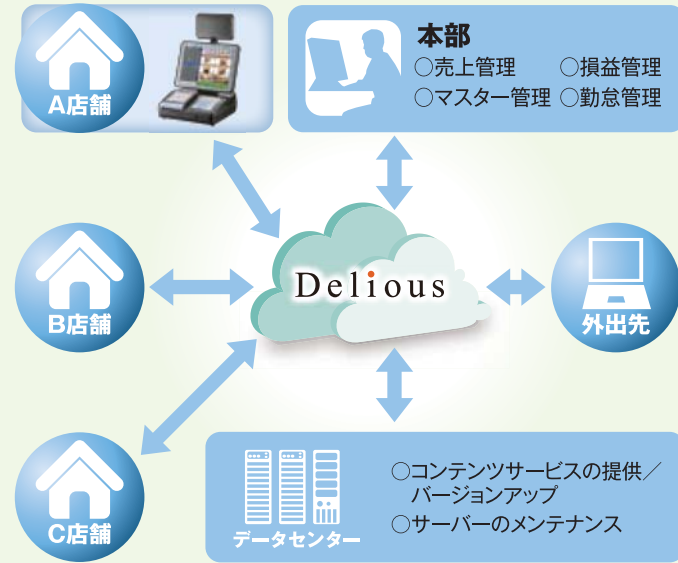 A店舗
本部
○売上管理 ○損益管理
○マスター管理 ○勤怠管理
Delious
B店舗
外出先
C店舗
データセンター
○コンテンツサービスの提供／
バージョンアップ
○サーバーのメンテナンス